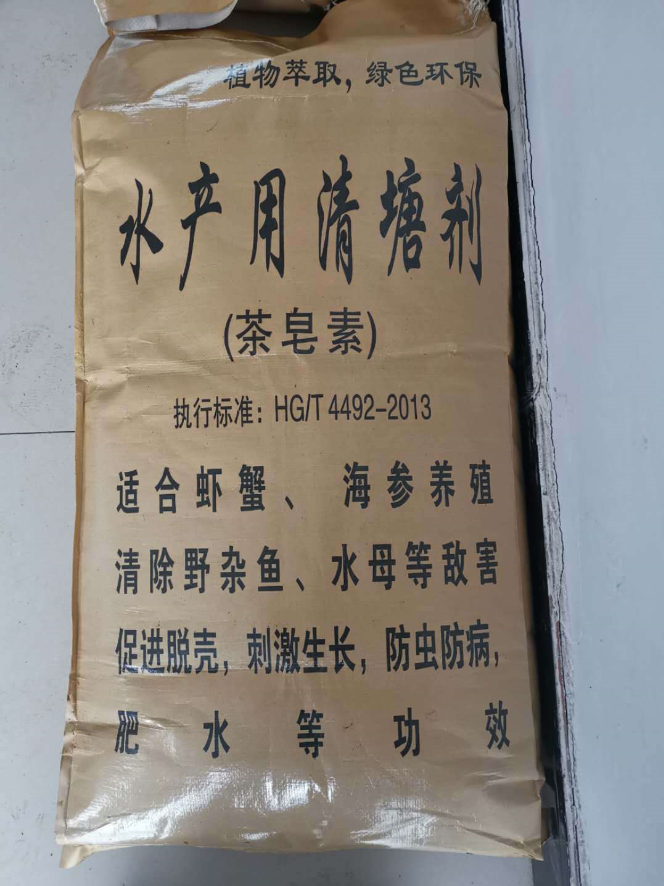 植物萃取，绿色环保
水产用清塘剂
(茶皂素)
执行标准：HG/T 4492-2013
适合虾蟹、海参养殖
清除野杂鱼、水母等敌害
促进脱壳，刺激生长，防虫防病，
肥水等功效